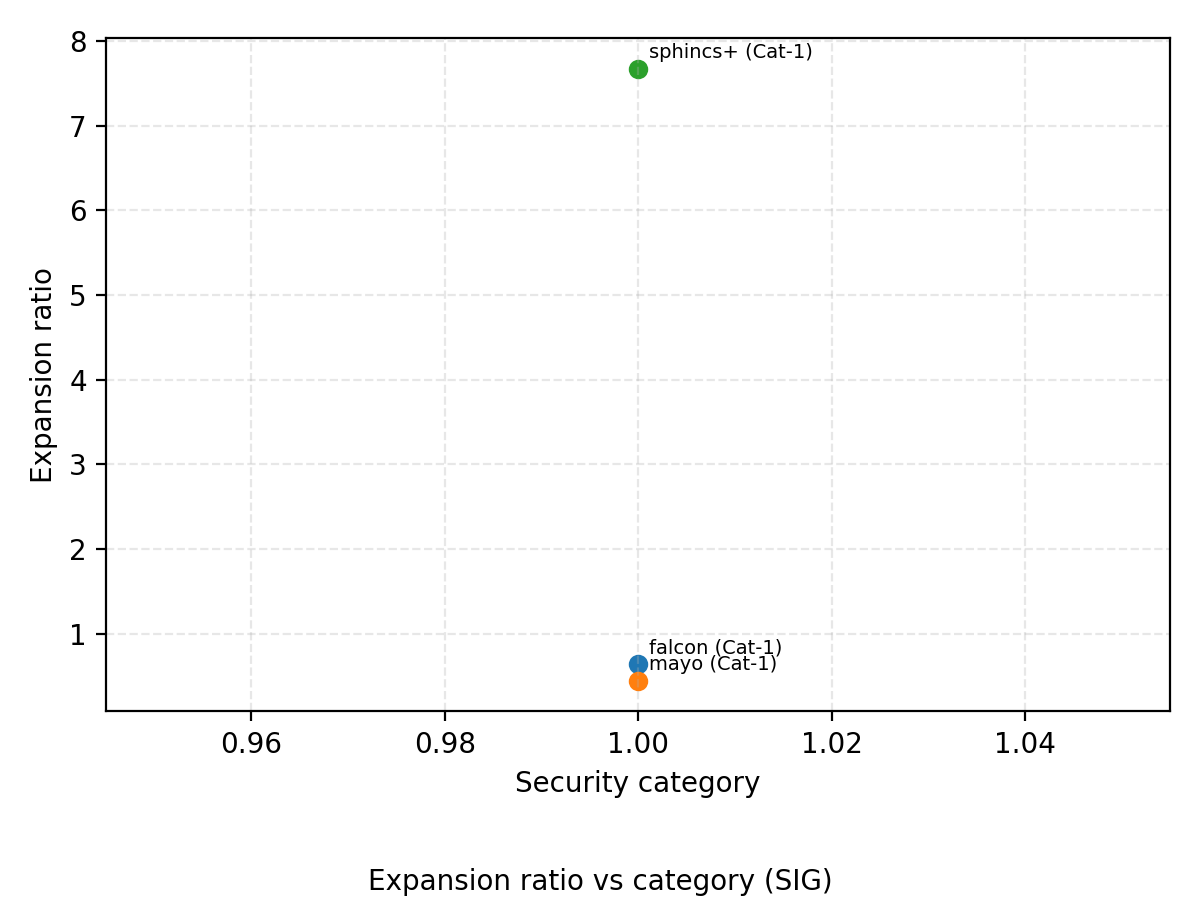 8
sphincs+ (Cat-1)
7
6
5
4
3
2
1
Expansion ratio
falcon (Cat-1)
mayo (Cat-1)
0.96 0.98 1.00 1.02 1.04
Security category
Expansion ratio vs category (SIG)